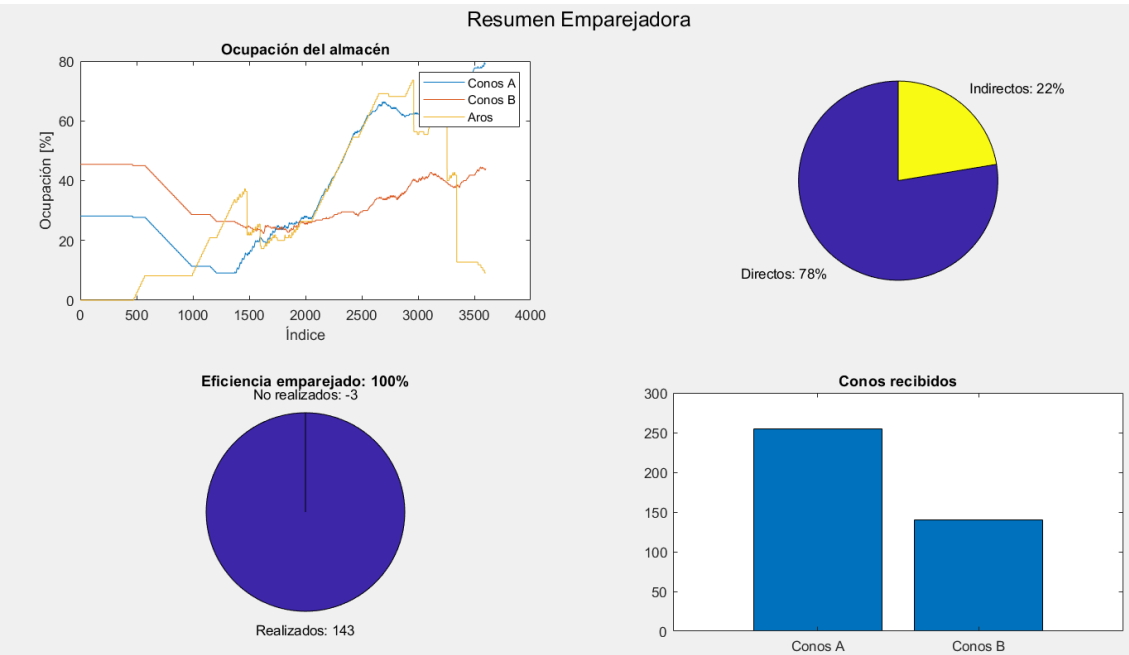 Resumen Emparejadora
Ocupación del almacén
80
60
40
20
0
Ocupación [%]
Conos A
Conos B
Aros
0 500 1000 1500 2000 2500 3000 3500 4000
Índice
Indirectos: 22%
Directos: 78%
Eficiencia emparejado: 100%
No realizados: -3
Realizados: 143
Conos recibidos
300
250
200
150
100
50
0
Conos A Conos B